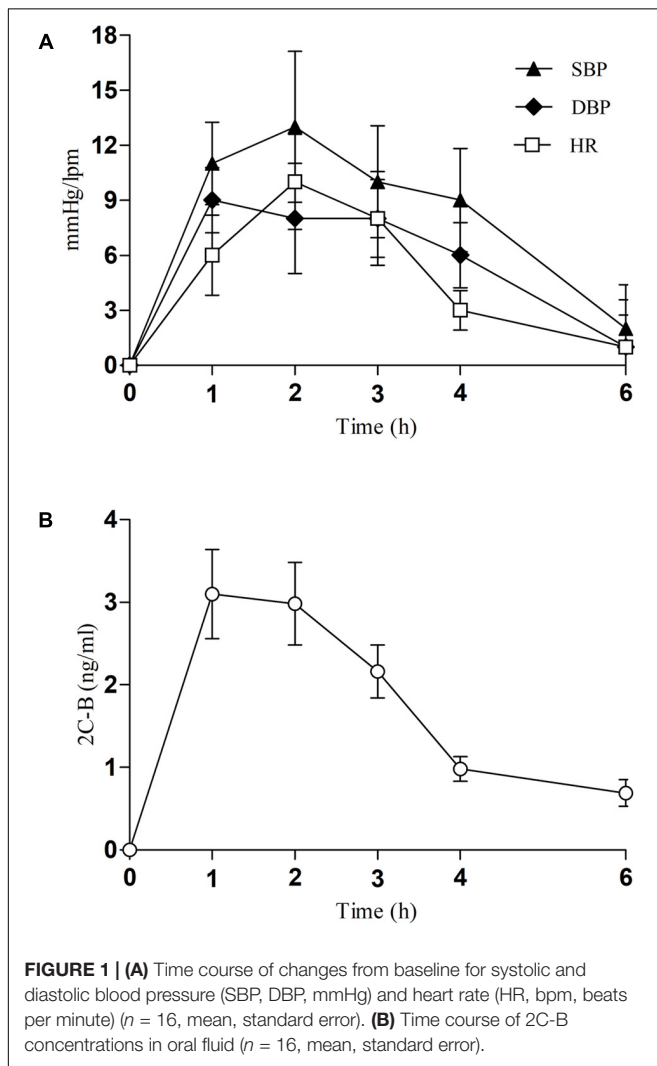 A
18
15
12
9
6
3
0
mmHg/lpm
SBP
DBP
HR
0 1 2 3 4 6
Time (h)
B
4
3
2
1
0
2C-B (ng/ml)
0 1 2 3 4 6
Time (h)
FIGURE 1 | (A) Time course of changes from baseline for systolic and
diastolic blood pressure (SBP, DBP, mmHg) and heart rate (HR, bpm, beats
per minute) (n = 16, mean, standard error). (B) Time course of 2C-B
concentrations in oral fluid (n = 16, mean, standard error).